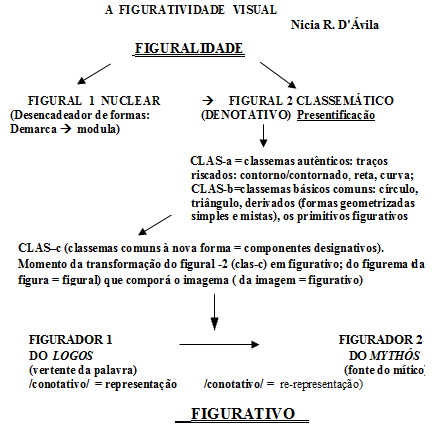 A FIGURATIVIDADE VISUAL
Nicia R. D'Ávila
FIGURALIDADE
FIGURAL 1 NUCLEAR → FIGURAL 2 CLASSEMÁTICO
(Desencadeador de formas: (DENOTATIVO) Presentificação
Demarca → modula)
CLAS-a = classemas autênticos: traços
riscados: contorno/contornado, reta, curva;
CLAS-b=classemas básicos comuns: círculo,
triângulo, derivados (formas geometrizadas
simples e mistas), os primitivos figurativos
CLAS–c (classemas comuns à nova forma = componentes designativos).
Momento da transformação do figural -2 (clas-c) em figurativo; do figurema (da
figura = figural) que comporá o imagema ( da imagem = figurativo)
FIGURADOR 1 FIGURADOR 2
DO LOGOS DO MYTHÓS
(vertente da palavra) (fonte do mítico)
/conotativo/ = representação /conotativo/ = re-representação)
FIGURATIVO